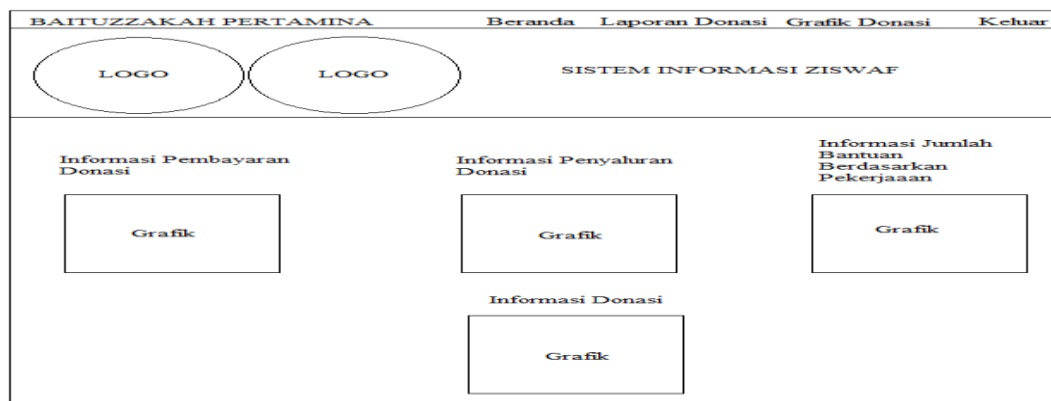 BAITUZZAKAH PERTAMINA Beranda Laporan Donasi Grafik Donasi Keluar
LOGO LOGO SISTEM INFORMASI ZISWAF
Informasi Pembayaran
Donasi
Informasi Penyaluran
Donasi
Informasi Jumlah
Bantuan
Berdasarkan
Pekerjaaan
Grafik Grafik Grafik
Informasi Donasi
Grafik